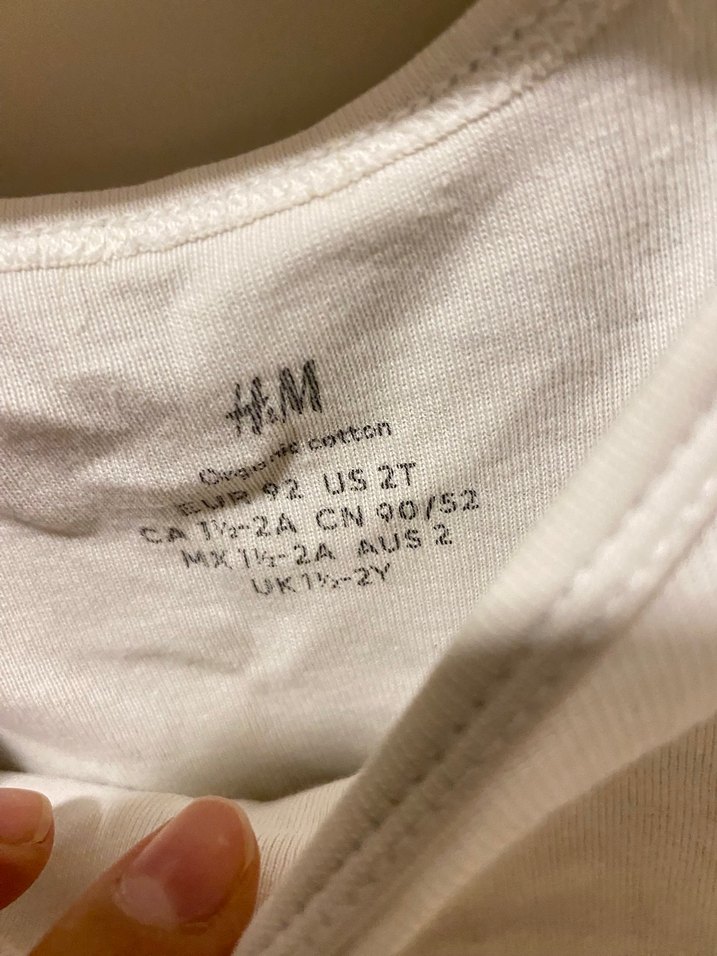 H&M
Organic cotton
EUR 92 US 2T
CA 1½-2A CN 90/52
MX 1½-2A AUS 2
UK 1½-2Y